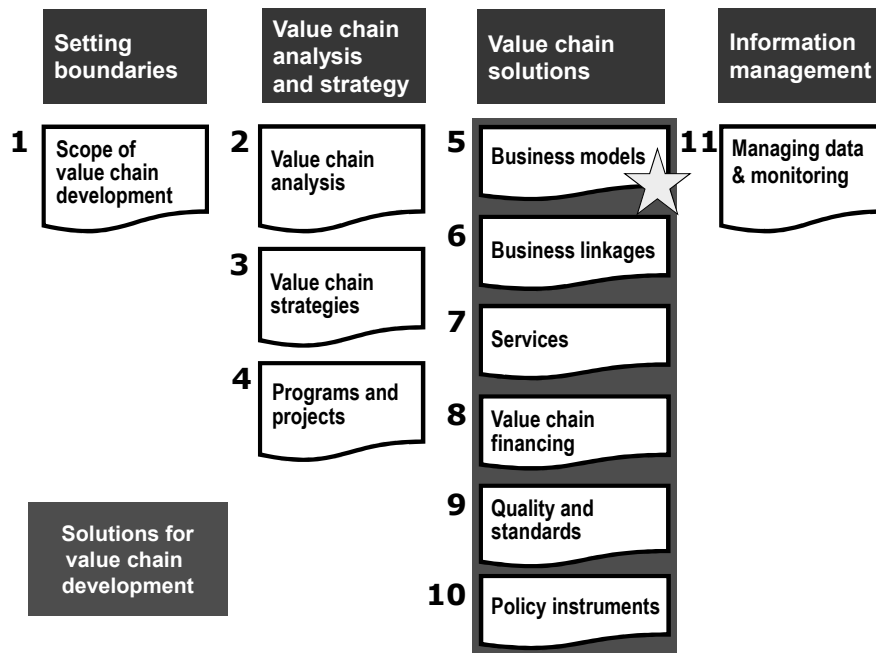 Setting
boundaries
Value chain
analysis
and strategy
Value chain
solutions
Information
management
1
Scope of
value chain
development
2
Value chain
analysis
3
Value chain
strategies
4
Programs and
projects
5
Business models
6
Business linkages
7
Services
8
Value chain
financing
9
Quality and
standards
10
Policy instruments
11
Managing data
& monitoring
Solutions for
value chain
development